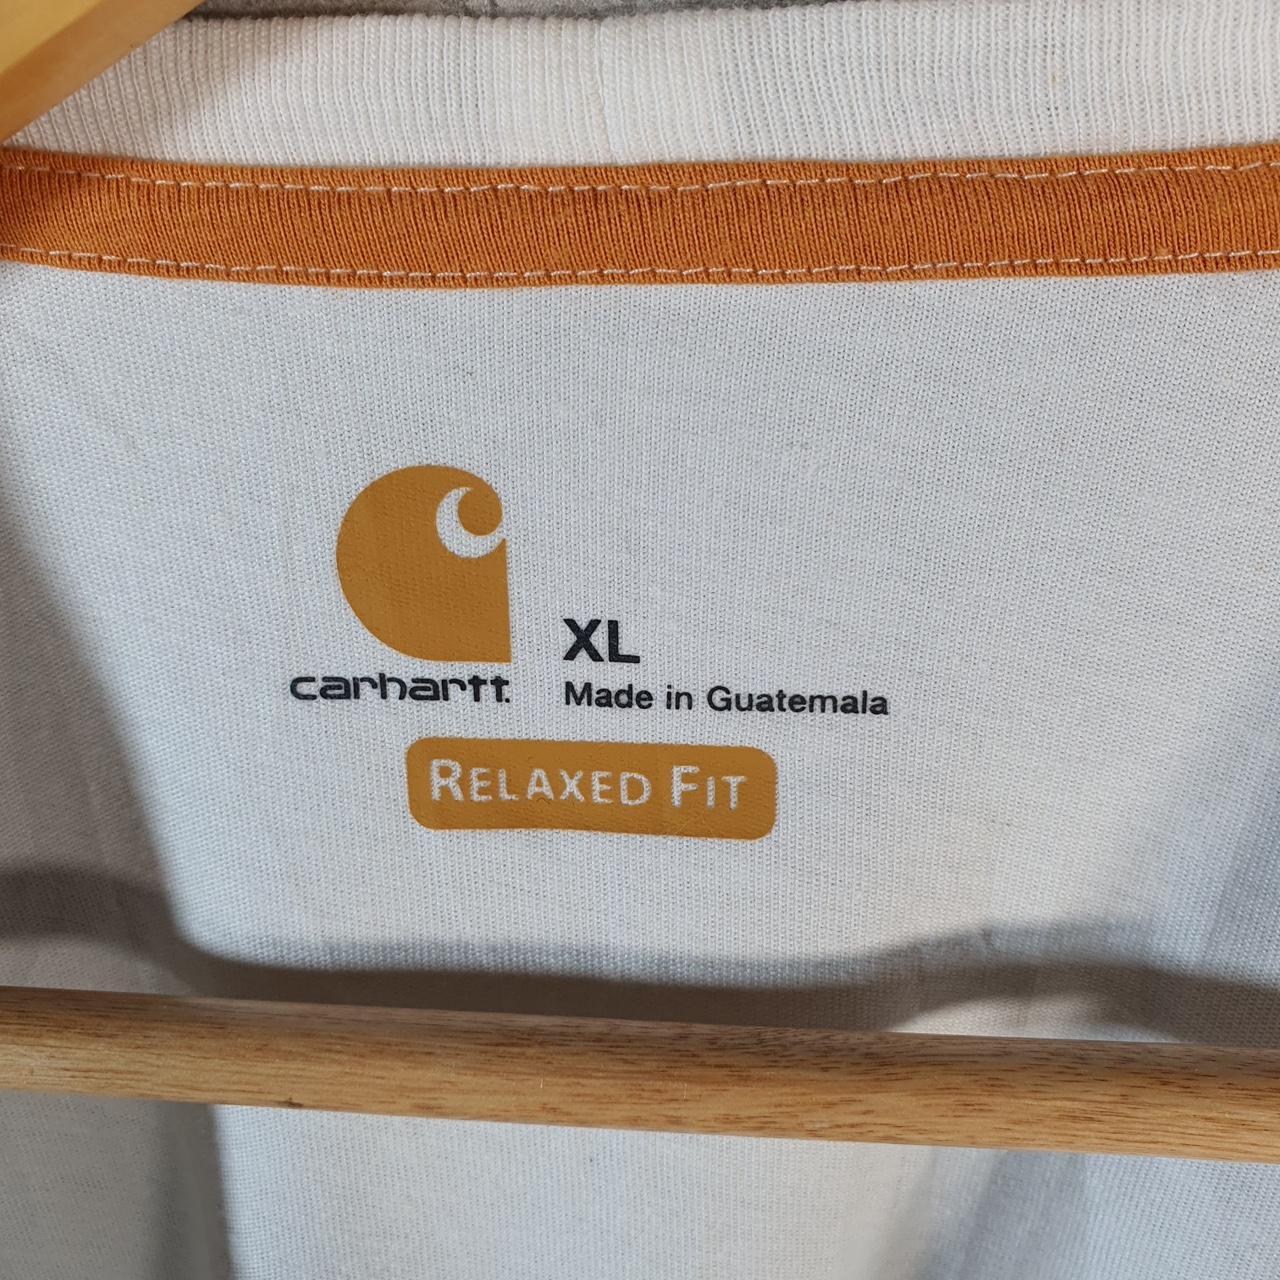 XL
carhartt.
Made in Guatemala
RELAXED FIT